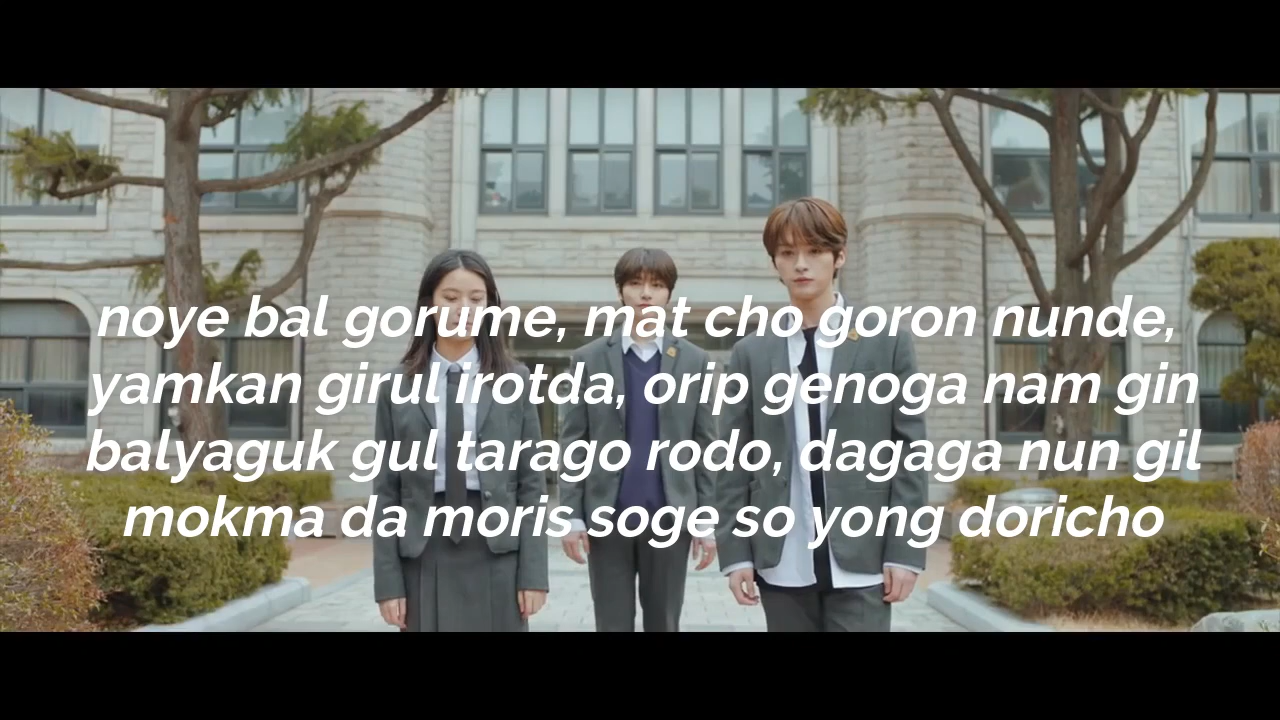 noye bal gorume, mat cho goron nunde,
yamkan girul irotda, orip genoga nam gin
balyaguk gul tarago rodo, dagaga nun gil
mokma da moris soge so yong doricho